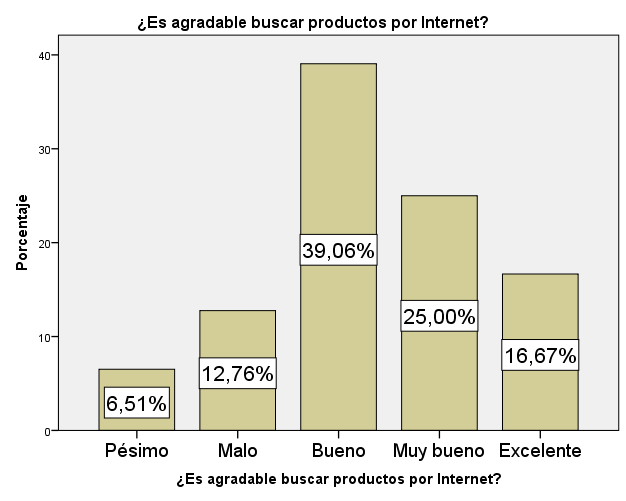 ¿Es agradable buscar productos por Internet?
40
30
20
10
0
Porcentaje
6,51%
12,76%
39,06%
25,00%
16,67%
Pésimo Malo Bueno Muy bueno Excelente
¿Es agradable buscar productos por Internet?